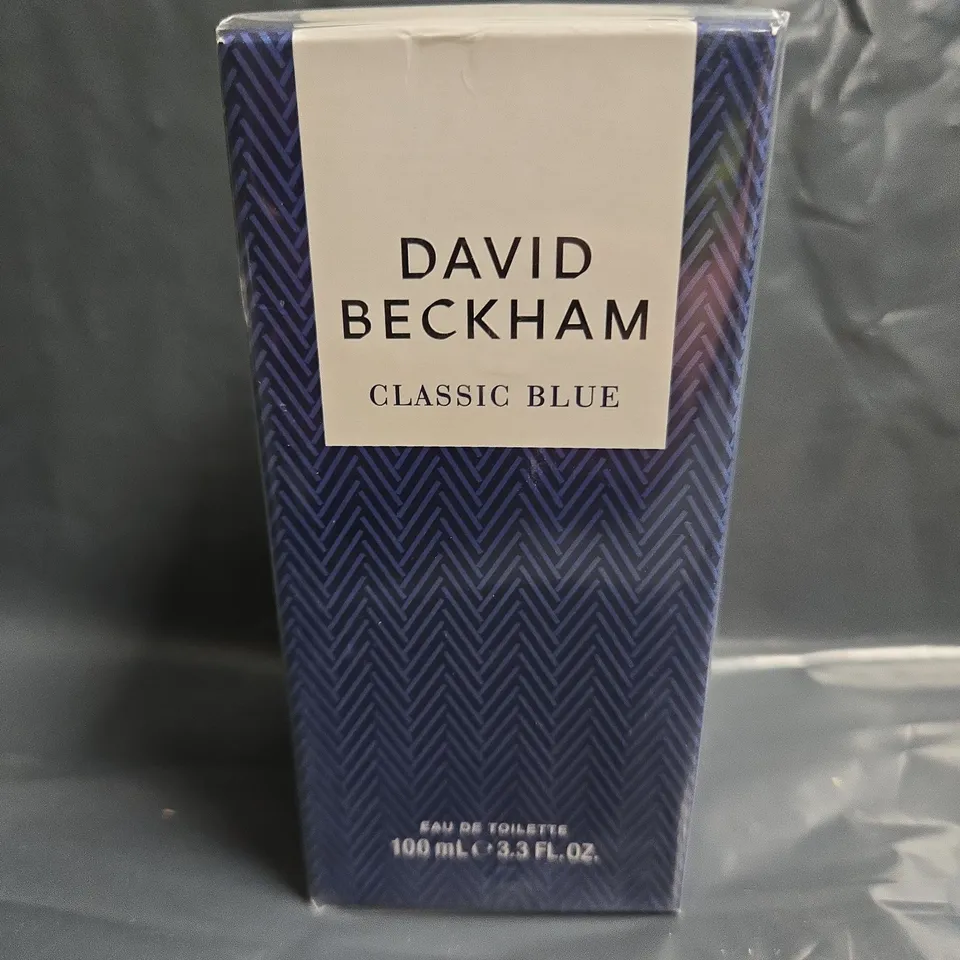 DAVID
BECKHAM
CLASSIC BLUE
EAU DE TOILETTE
100 mL ℮ 3.3 FL.OZ.